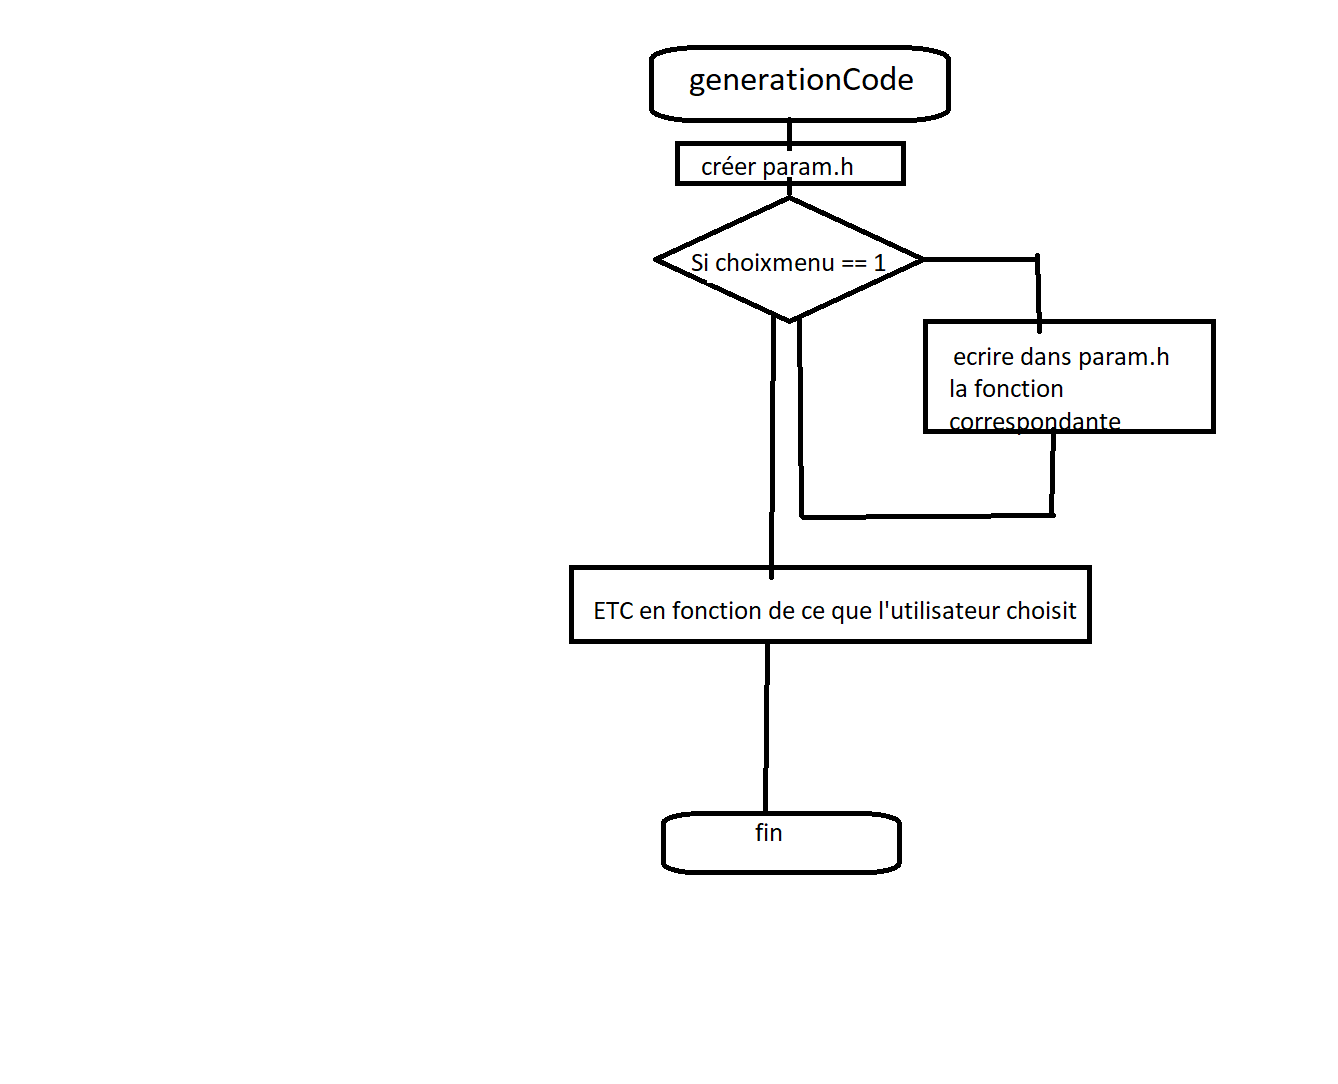 generationCode
créer param.h
Si choixmenu == 1
ecrire dans param.h
la fonction
correspondante
ETC en fonction de ce que l'utilisateur choisit
fin